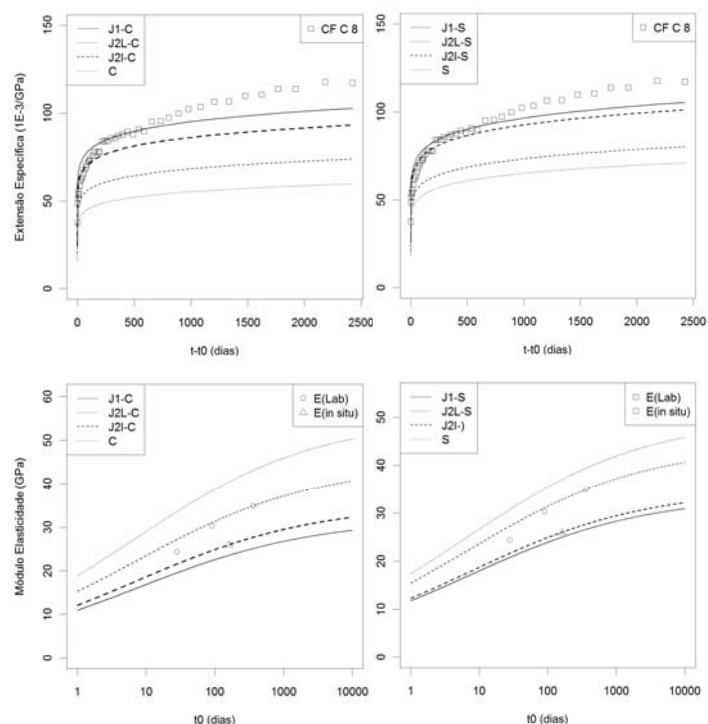 J1-C
J2L-C
J2I-C
C
CF C 8
Extensão Específica (1E-3/GPa)
150
100
50
0
0 500 1000 1500 2000 2500
t-t0 (dias)
J1-S
J2L-S
J2I-S
S
CF C 8
150
100
50
0
0 500 1000 1500 2000 2500
t-t0 (dias)
J1-C
J2L-C
J2I-C
C
E(Lab)
E(in situ)
Módulo Elasticidade (GPa)
60
50
40
30
20
10
0
1 10 100 1000 10000
t0 (dias)
J1-S
J2L-S
J2I-)
S
E(Lab)
E(in situ)
50
40
30
20
10
0
1 10 100 1000 10000
t0 (dias)